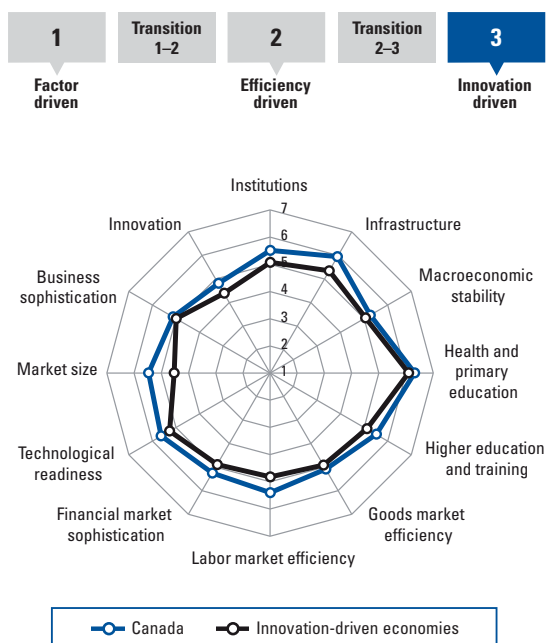 1
Transition
1–2
2
Transition
2–3
3
Factor
driven
Efficiency
driven
Innovation
driven
Institutions
7
6
5
4
3
2
1
Infrastructure
Macroeconomic
stability
Health and
primary
education
Higher education
and training
Goods market
efficiency
Labor market efficiency
Financial market
sophistication
Technological
readiness
Market size
Business
sophistication
Innovation
Canada
Innovation-driven economies